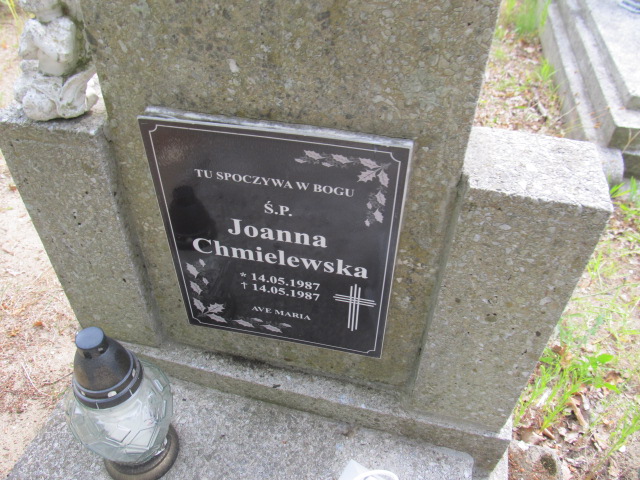 TU SPOCZYWA W BOGU
Ś.P.
Joanna
Chmielewska
* 14.05.1987
† 14.05.1987
AVE MARIA